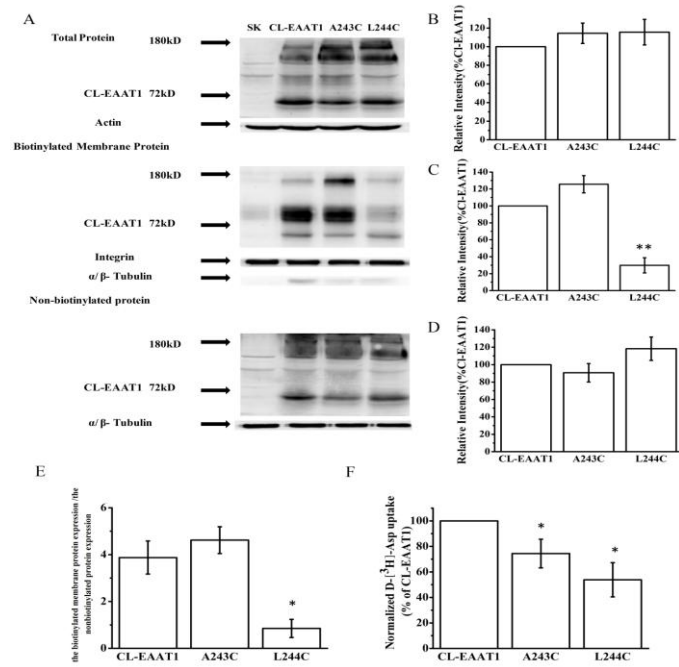 A
SK CL-EAAT1 A243C L244C
Total Protein
180kD
CL-EAAT1 72kD
Actin
Biotinylated Membrane Protein
180kD
CL-EAAT1 72kD
Integrin
α/ β- Tubulin
Non-biotinylated protein
180kD
CL-EAAT1 72kD
α/ β- Tubulin
B
Relative Intensity(%Cl-EAAT1)
120
100
80
60
40
20
0
CL-EAAT1 A243C L244C
C
Relative Intensity(%Cl-EAAT1)
140
120
100
80
60
40
20
0
**
CL-EAAT1 A243C L244C
D
Relative Intensity(%Cl-EAAT1)
140
120
100
80
60
40
20
0
CL-EAAT1 A243C L244C
E
the biotinylated membrane protein expression /the
nonbiotinylated protein expression
6
4
2
0
*
CL-EAAT1 A243C L244C
F
Normalized D-[³H]-Asp uptake
(% of CL-EAAT1)
100
80
60
40
20
0
*
*
CL-EAAT1 A243C L244C